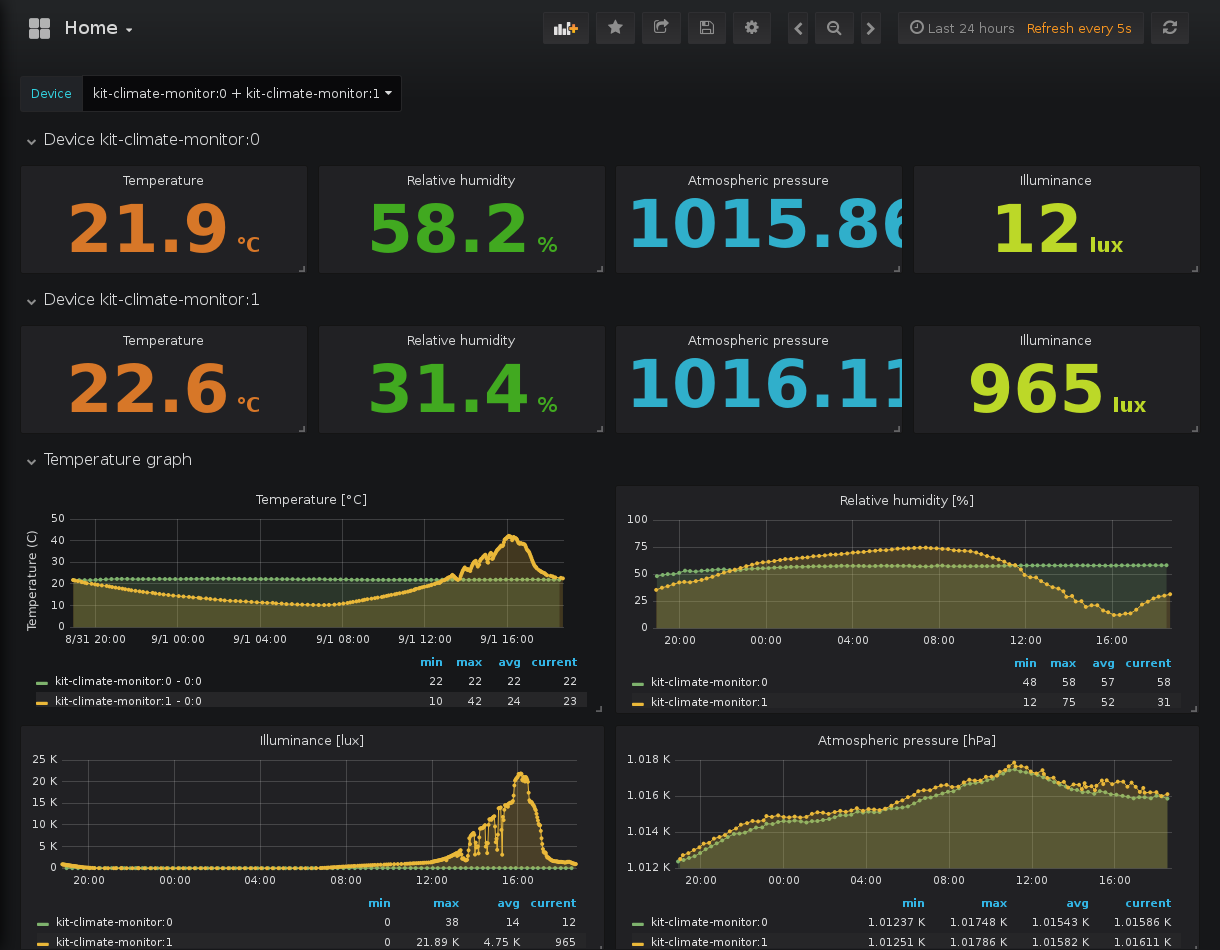 Home
Last 24 hours Refresh every 5s
Device kit-climate-monitor:0 + kit-climate-monitor:1
Device kit-climate-monitor:0
Temperature Relative humidity Atmospheric pressure Illuminance
21.9 °C 58.2 % 1015.86 12 lux
Device kit-climate-monitor:1
Temperature Relative humidity Atmospheric pressure Illuminance
22.6 °C 31.4 % 1016.11 965 lux
Temperature graph
Temperature [°C]
Temperature (C)
50
40
30
20
10
0
8/31 20:00 9/1 00:00 9/1 04:00 9/1 08:00 9/1 12:00 9/1 16:00
min max avg current
kit-climate-monitor:0 - 0:0 22 22 22 22
kit-climate-monitor:1 - 0:0 10 42 24 23
Relative humidity [%]
100
75
50
25
0
20:00 00:00 04:00 08:00 12:00 16:00
min max avg current
kit-climate-monitor:0 48 58 57 58
kit-climate-monitor:1 12 75 52 31
Illuminance [lux]
25 K
20 K
15 K
10 K
5 K
0
20:00 00:00 04:00 08:00 12:00 16:00
min max avg current
kit-climate-monitor:0 0 38 14 12
kit-climate-monitor:1 0 21.89 K 4.75 K 965
Atmospheric pressure [hPa]
1.018 K
1.016 K
1.014 K
1.012 K
20:00 00:00 04:00 08:00 12:00 16:00
min max avg current
kit-climate-monitor:0 1.01237 K 1.01748 K 1.01543 K 1.01586 K
kit-climate-monitor:1 1.01251 K 1.01786 K 1.01582 K 1.01611 K